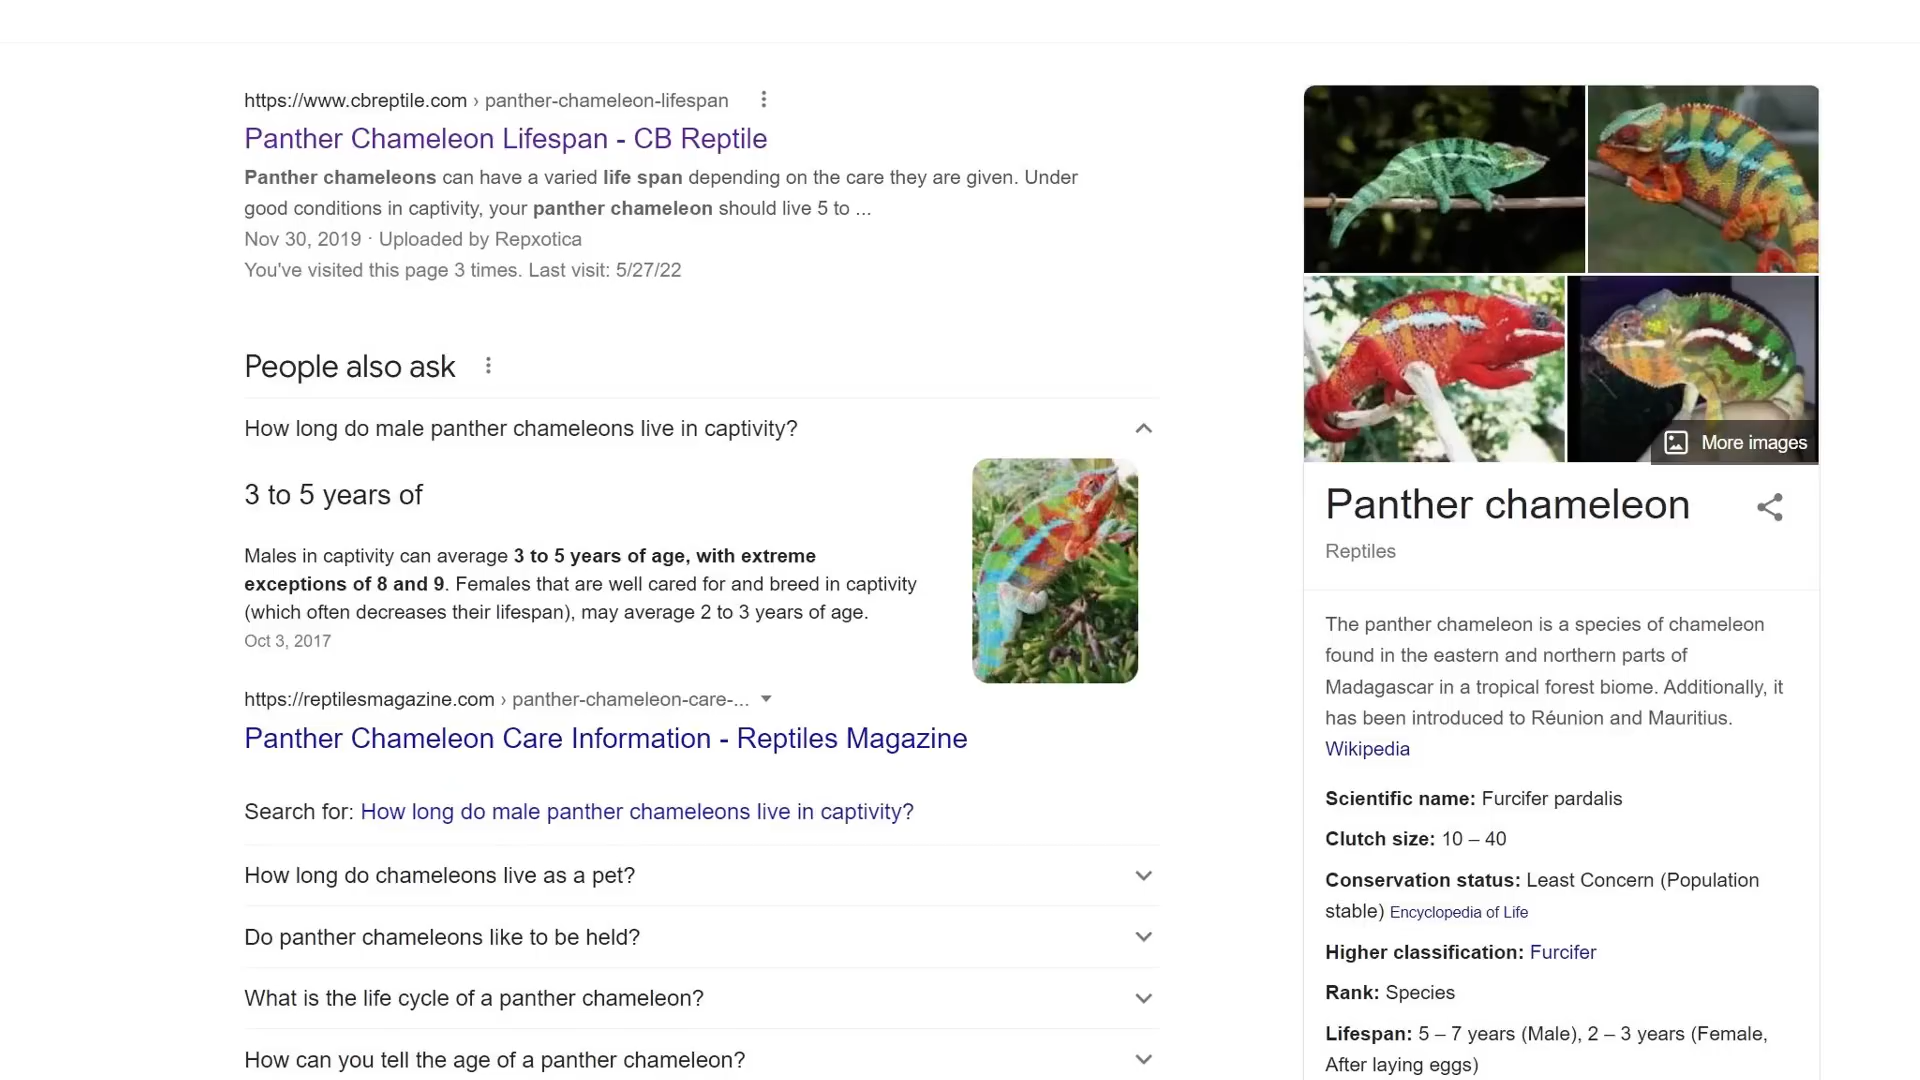 https://www.cbreptile.com › panther-chameleon-lifespan
Panther Chameleon Lifespan - CB Reptile
Panther chameleons can have a varied life span depending on the care they are given. Under
good conditions in captivity, your panther chameleon should live 5 to ...
Nov 30, 2019 · Uploaded by Repxotica
You've visited this page 3 times. Last visit: 5/27/22
People also ask
How long do male panther chameleons live in captivity?
3 to 5 years of
Males in captivity can average 3 to 5 years of age, with extreme
exceptions of 8 and 9. Females that are well cared for and breed in captivity
(which often decreases their lifespan), may average 2 to 3 years of age.
Oct 3, 2017
https://reptilesmagazine.com › panther-chameleon-care-...
Panther Chameleon Care Information - Reptiles Magazine
Search for: How long do male panther chameleons live in captivity?
How long do chameleons live as a pet?
Do panther chameleons like to be held?
What is the life cycle of a panther chameleon?
How can you tell the age of a panther chameleon?
More images
Panther chameleon
Reptiles
The panther chameleon is a species of chameleon
found in the eastern and northern parts of
Madagascar in a tropical forest biome. Additionally, it
has been introduced to Réunion and Mauritius.
Wikipedia
Scientific name: Furcifer pardalis
Clutch size: 10 – 40
Conservation status: Least Concern (Population
stable) Encyclopedia of Life
Higher classification: Furcifer
Rank: Species
Lifespan: 5 – 7 years (Male), 2 – 3 years (Female,
After laying eggs)